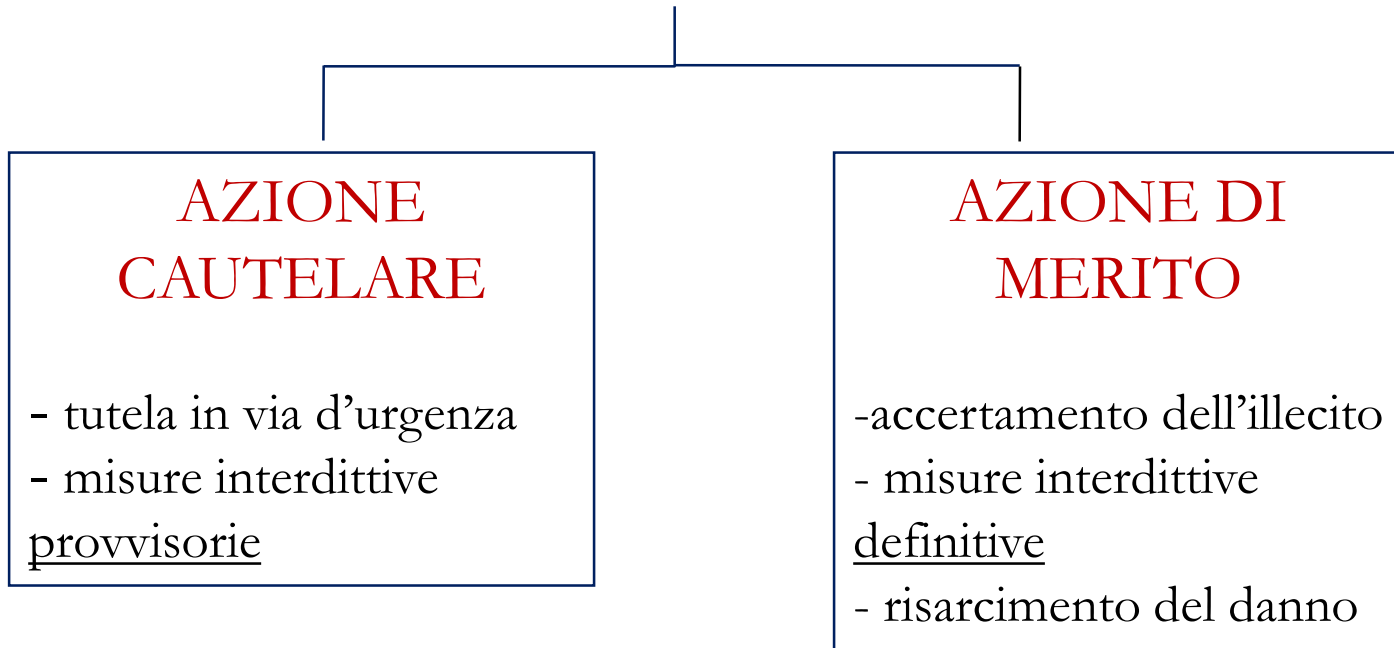 AZIONE
CAUTELARE
- tutela in via d’urgenza
- misure interdittive
provvisorie
AZIONE DI
MERITO
-accertamento dell’illecito
- misure interdittive
definitive
- risarcimento del danno